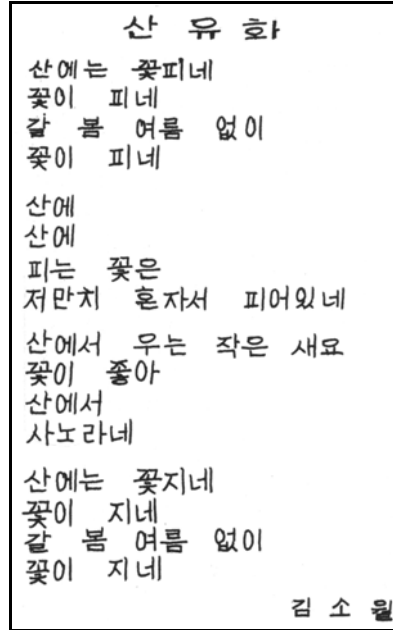 산유화
산에는 꽃피네
꽃이 피네
갈 봄 여름 없이
꽃이 피네
산에
산에
피는 꽃은
저만치 혼자서 피어있네
산에서 우는 작은 새요
꽃이 좋아
산에서
사노라네
산에는 꽃지네
꽃이 지네
갈 봄 여름 없이
꽃이 지네
김소월